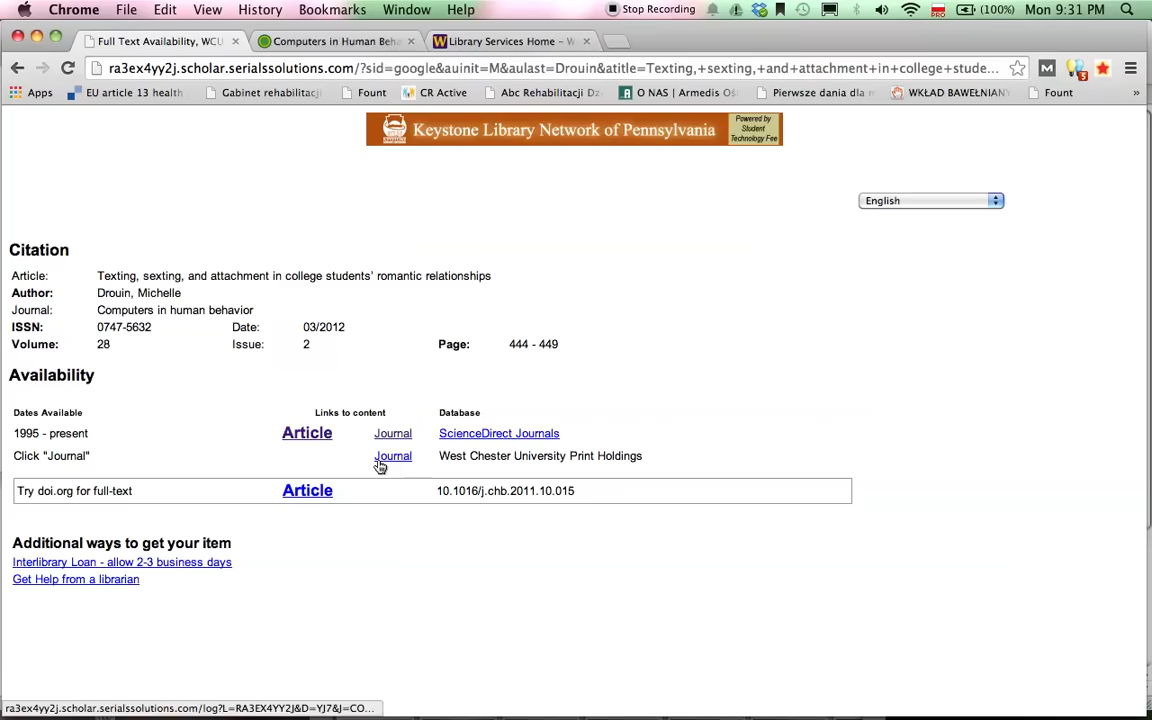 Chrome File Edit View History Bookmarks Window Help Stop Recording PRO (100%) Mon 9:31 PM
Full Text Availability, WCU Computers in Human Beha Library Services Home – W
ra3ex4yy2j.scholar.serialssolutions.com/?sid=google&auinit=M&aulast=Drouin&atitle=Texting,+sexting,+and+attachment+in+college+stude... M 5
Apps EU article 13 health Gabinet rehabilitacji Fount CR Active Abc Rehabilitacji Dz A O NAS | Armedis Oś Pierwsze dania dla m WKŁAD BAWEŁNIAN Fount »
Keystone Library Network of Pennsylvania
Powered by
Student
Technology Fee
English
Citation
Article: Texting, sexting, and attachment in college students' romantic relationships
Author: Drouin, Michelle
Journal: Computers in human behavior
ISSN: 0747-5632 Date: 03/2012
Volume: 28 Issue: 2 Page: 444 - 449
Availability
Dates Available Links to content Database
1995 - present Article Journal ScienceDirect Journals
Click "Journal" Journal West Chester University Print Holdings
Try doi.org for full-text Article 10.1016/j.chb.2011.10.015
Additional ways to get your item
Interlibrary Loan - allow 2-3 business days
Get Help from a librarian
ra3ex4yy2j.scholar.serialssolutions.com/log?L=RA3EX4YY2J&D=YJ7&J=CO...